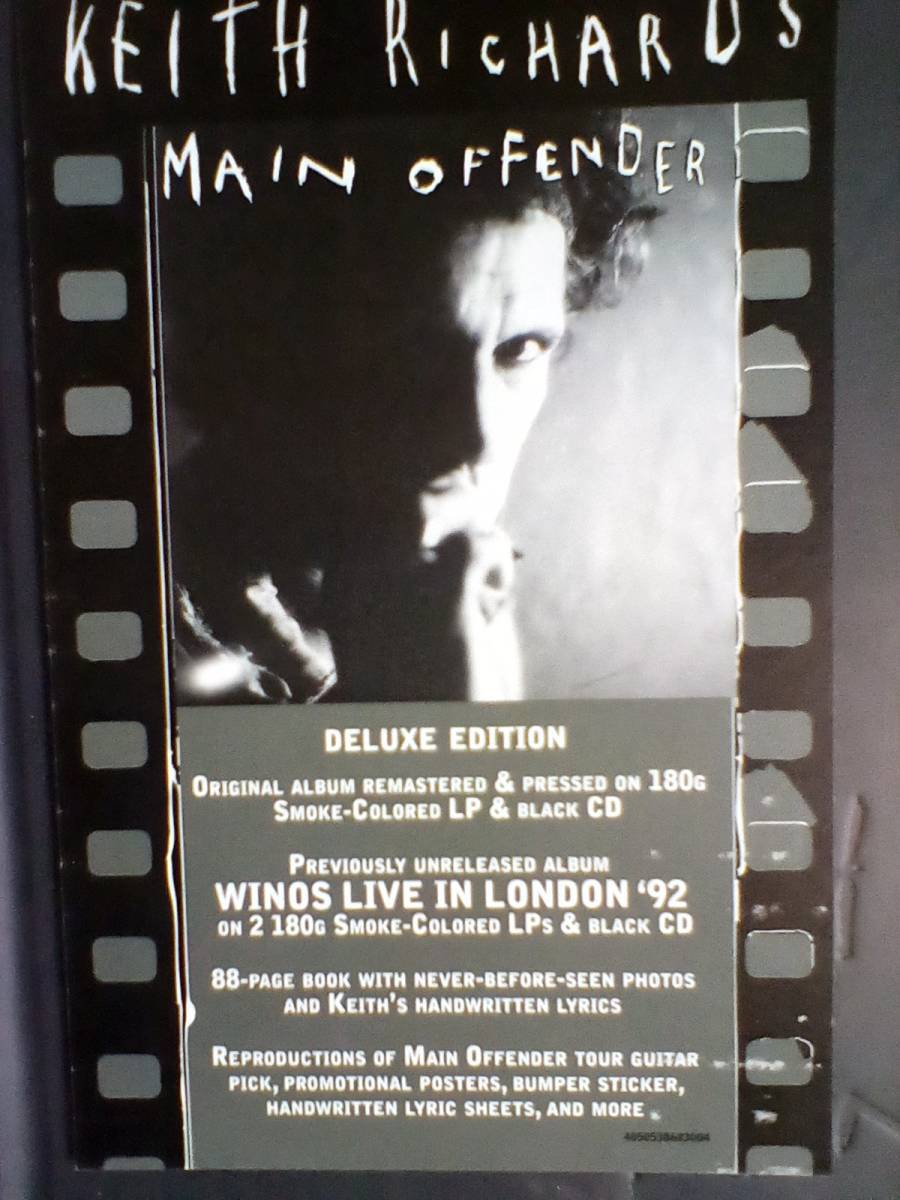 KEITH RICHARDS
MAIN OFFENDER
DELUXE EDITION
ORIGINAL ALBUM REMASTERED & PRESSED ON 180G
SMOKE-COLORED LP & BLACK CD
PREVIOUSLY UNRELEASED ALBUM
WINOS LIVE IN LONDON ‘92
ON 2 180G SMOKE-COLORED LPS & BLACK CD
88-PAGE BOOK WITH NEVER-BEFORE-SEEN PHOTOS
AND KEITH'S HANDWRITTEN LYRICS
REPRODUCTIONS OF MAIN OFFENDER TOUR GUITAR
PICK, PROMOTIONAL POSTERS, BUMPER STICKER,
HANDWRITTEN LYRIC SHEETS, AND MORE